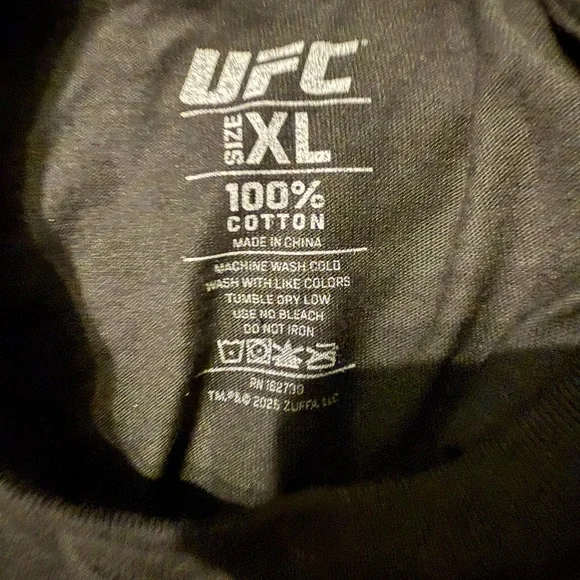 UFC
SIZE XL
100%
COTTON
MADE IN CHINA
MACHINE WASH COLD
WASH WITH LIKE COLORS
TUMBLE DRY LOW
USE NO BLEACH
DO NOT IRON
RN 162700
TM,®&© 2025 ZUFFA, LLC